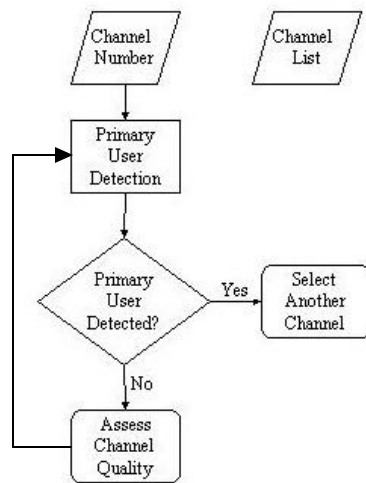 Channel
Number
Channel
List
Primary
User
Detection
Primary
User
Detected?
Yes
Select
Another
Channel
No
Assess
Channel
Quality